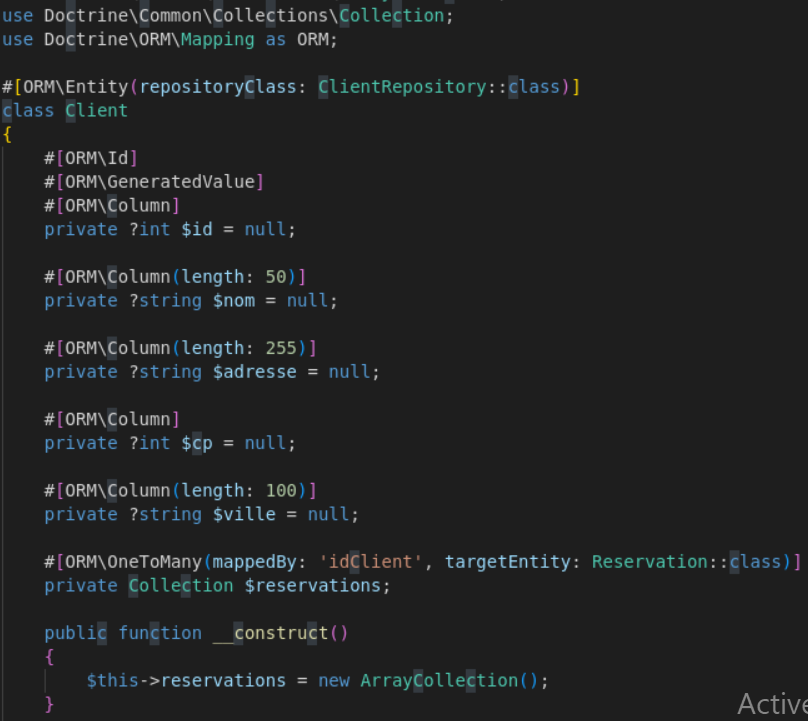 use Doctrine\Common\Collections\Collection;
use Doctrine\ORM\Mapping as ORM;

#[ORM\Entity(repositoryClass: ClientRepository::class)]
class Client
{
    #[ORM\Id]
    #[ORM\GeneratedValue]
    #[ORM\Column]
    private ?int $id = null;

    #[ORM\Column(length: 50)]
    private ?string $nom = null;

    #[ORM\Column(length: 255)]
    private ?string $adresse = null;

    #[ORM\Column]
    private ?int $cp = null;

    #[ORM\Column(length: 100)]
    private ?string $ville = null;

    #[ORM\OneToMany(mappedBy: 'idClient', targetEntity: Reservation::class)]
    private Collection $reservations;

    public function __construct()
    {
        $this->reservations = new ArrayCollection();
    }
Active